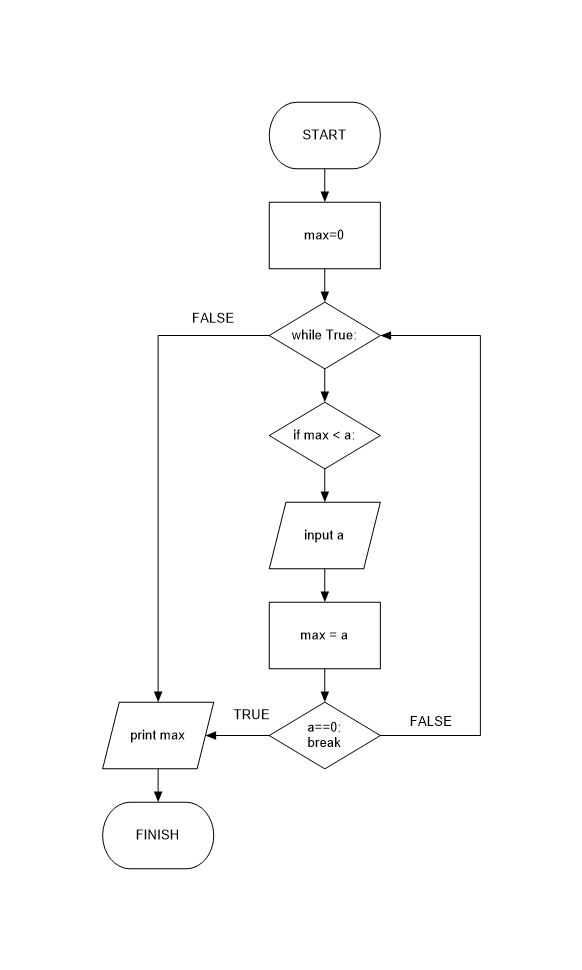 START
max=0
FALSE
while True:
if max < a:
input a
max = a
TRUE
a==0:
break
FALSE
print max
FINISH